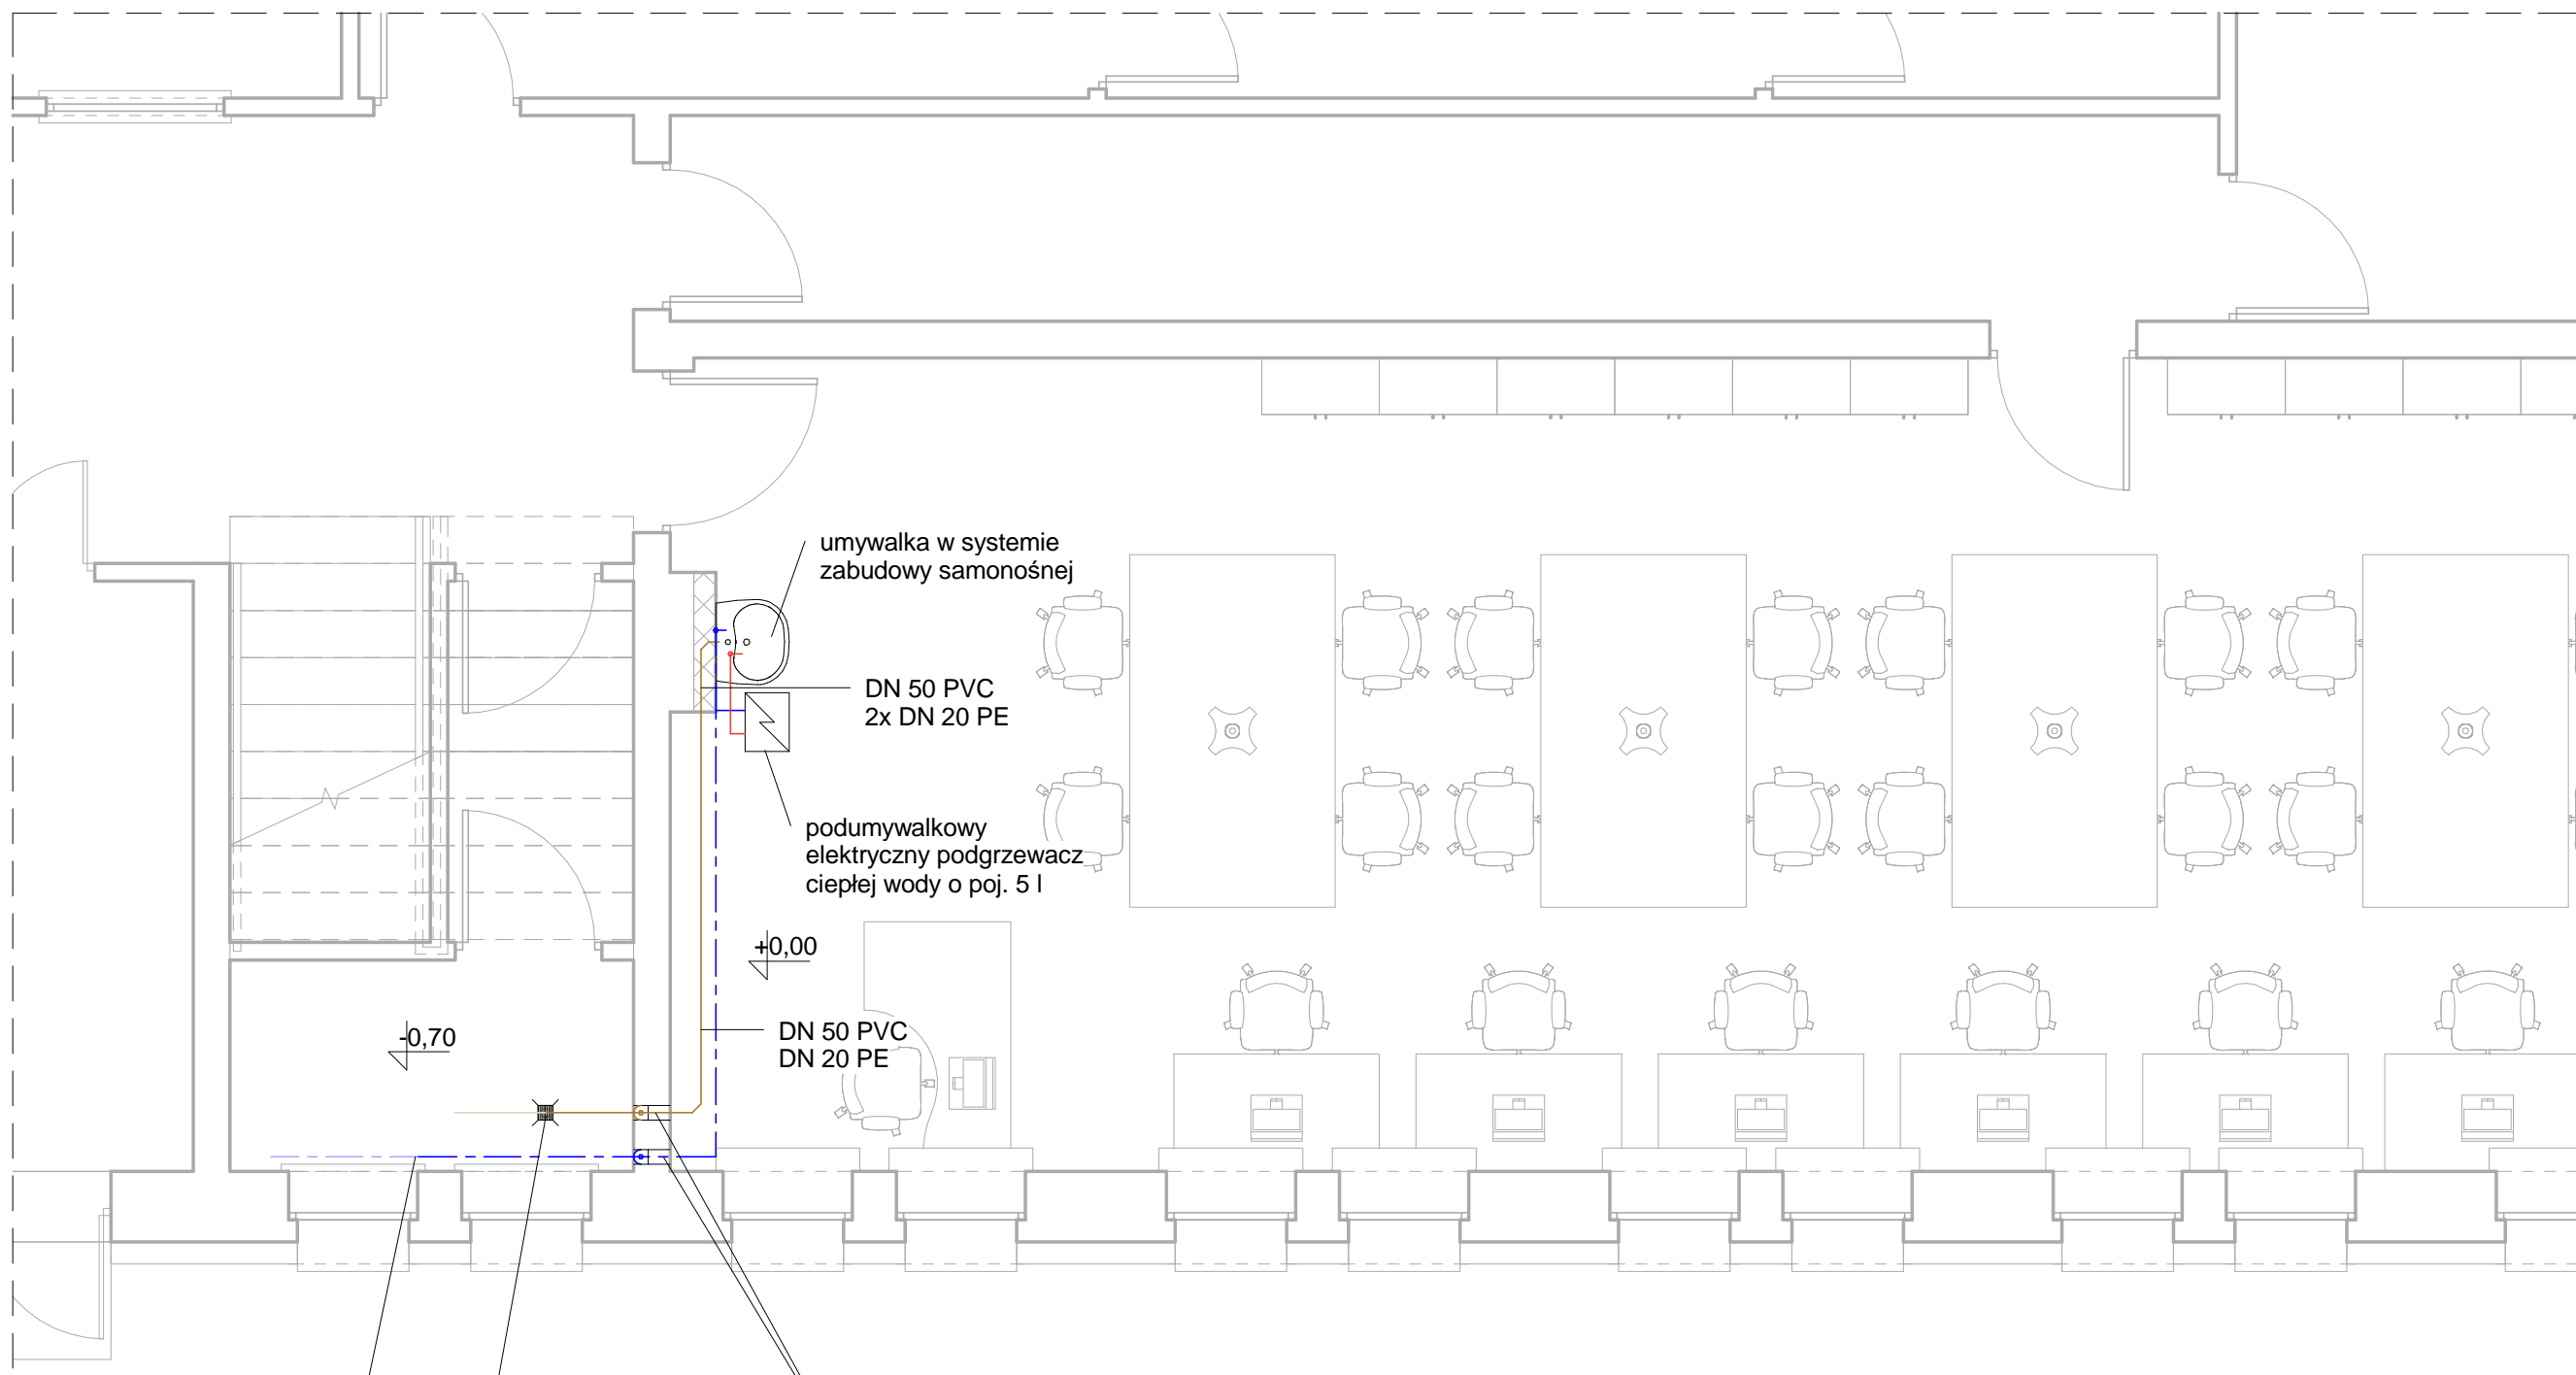 umywalka w systemie
zabudowy samonośnej
DN 50 PVC
2x DN 20 PE
podumywalkowy
elektryczny podgrzewacz
ciepłej wody o poj. 5 l
+0,00
-0,70
DN 50 PVC
DN 20 PE